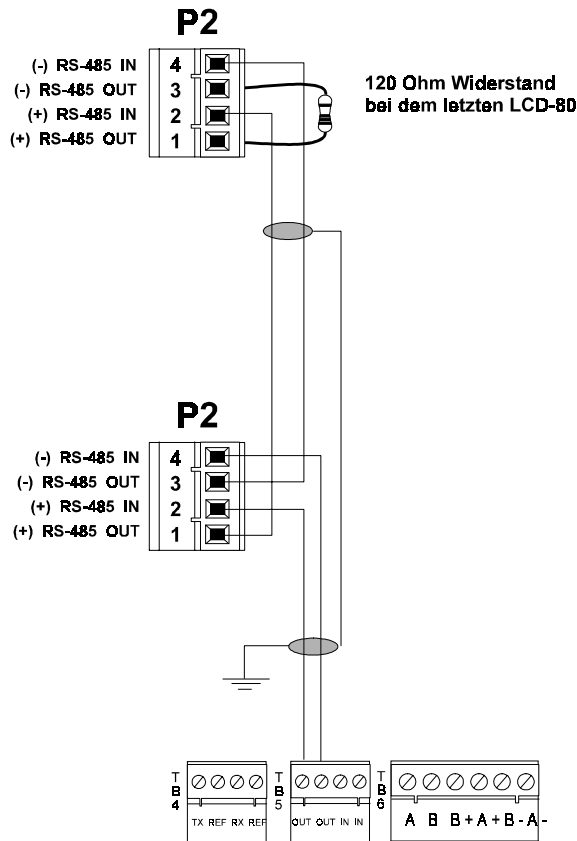 P2
(-) RS-485 IN 4
(-) RS-485 OUT 3
(+) RS-485 IN 2
(+) RS-485 OUT 1
120 Ohm Widerstand
bei dem letzten LCD-80
P2
(-) RS-485 IN 4
(-) RS-485 OUT 3
(+) RS-485 IN 2
(+) RS-485 OUT 1
TB4
TX REF RX REF
TB5
OUT OUT IN IN
TB6
A B B+A+B-A-